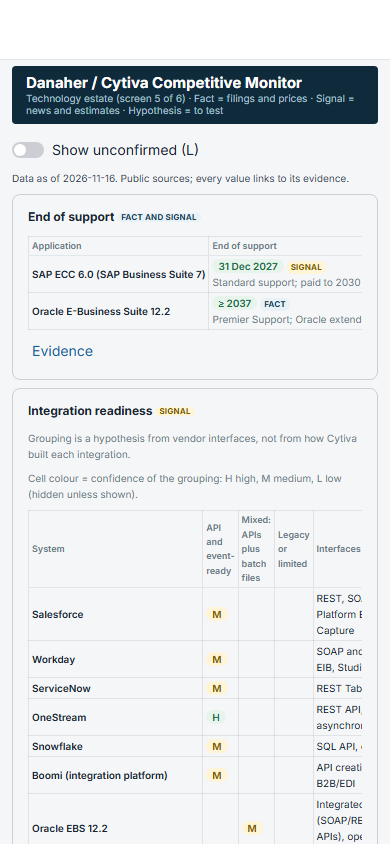 Danaher / Cytiva Competitive Monitor
Technology estate (screen 5 of 6) · Fact = filings and prices · Signal =
news and estimates · Hypothesis = to test
Show unconfirmed (L)
Data as of 2026-11-16. Public sources; every value links to its evidence.
End of support FACT AND SIGNAL
Application End of support
SAP ECC 6.0 (SAP Business Suite 7) 31 Dec 2027 SIGNAL
Standard support; paid to 2030
Oracle E-Business Suite 12.2 ≥ 2037 FACT
Premier Support; Oracle extend
Evidence
Integration readiness SIGNAL
Grouping is a hypothesis from vendor interfaces, not from how Cytiva
built each integration.
Cell colour = confidence of the grouping: H high, M medium, L low
(hidden unless shown).
System API and event-ready Mixed: APIs plus batch files Legacy or limited Interfaces
Salesforce M REST, SO
Platform E
Capture
Workday M SOAP and
EIB, Studi
ServiceNow M REST Tab
OneStream H REST API,
asynchron
Snowflake M SQL API,
Boomi (integration platform) M API creati
B2B/EDI
Oracle EBS 12.2 M Integrated
(SOAP/RE
APIs), ope